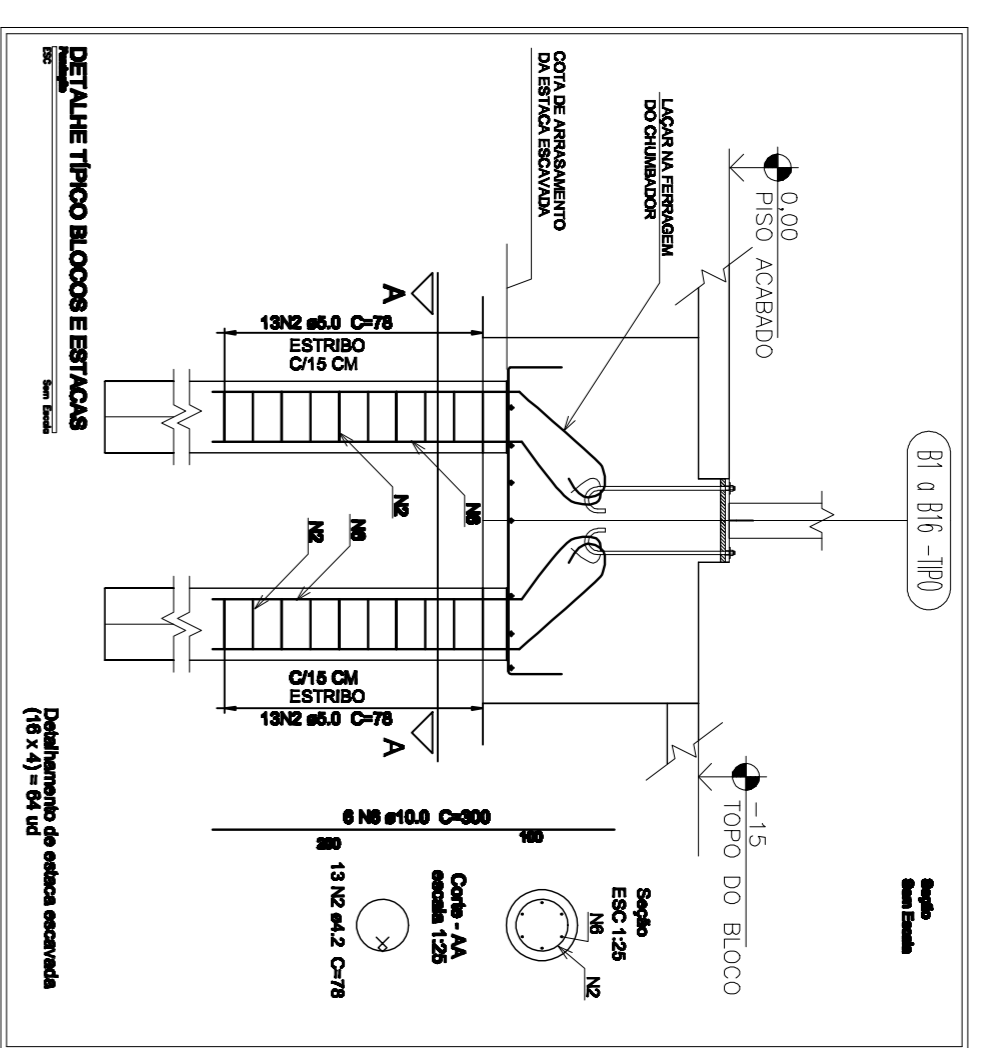 B1 a B16 -TIPO
Seção
Sem Escala
0,00
PISO ACABADO
-15
TOPO DO BLOCO
LAÇAR NA FERRAGEM
DO CHUMBADOR
COTA DE ARRASAMENTO
DA ESTACA ESCAVADA
A
A
13N2 ø5.0 C=78
ESTRIBO
C/15 CM
N6
N2
N6
N2
C/15 CM
ESTRIBO
13N2 ø5.0 C=78
6 N6 ø10.0 C=300
100
200
Seção
ESC 1:25
N6
N2
Corte - AA
escala 1:25
13 N2 ø4.2 C=78
DETALHE TÍPICO BLOCOS E ESTACAS
Fundação
ESC
Sem Escala
Detalhamento de estaca escavada
(16 x 4) = 64 ud